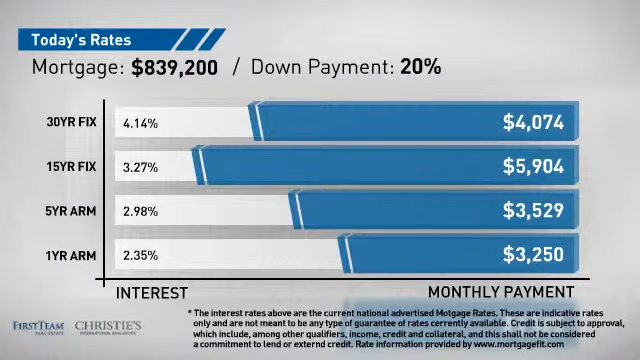 Today's Rates
Mortgage: $839,200 / Down Payment: 20%
30YR FIX 4.14% $4,074
15YR FIX 3.27% $5,904
5YR ARM 2.98% $3,529
1YR ARM 2.35% $3,250
INTEREST MONTHLY PAYMENT
* The interest rates above are the current national advertised Motgage Rates. These are indicative rates
only and are not meant to be any type of guarantee of rates cerrently available. Credit is subject to approval,
which include, among other qualifiers, income, credit and collateral, and this shall not be considered
a commitment to lend or externd credit. Rate information provided by www.mortgagefit.com
FIRSTTEAM CHRISTIE'S
REAL ESTATE INTERNATIONAL REAL ESTATE